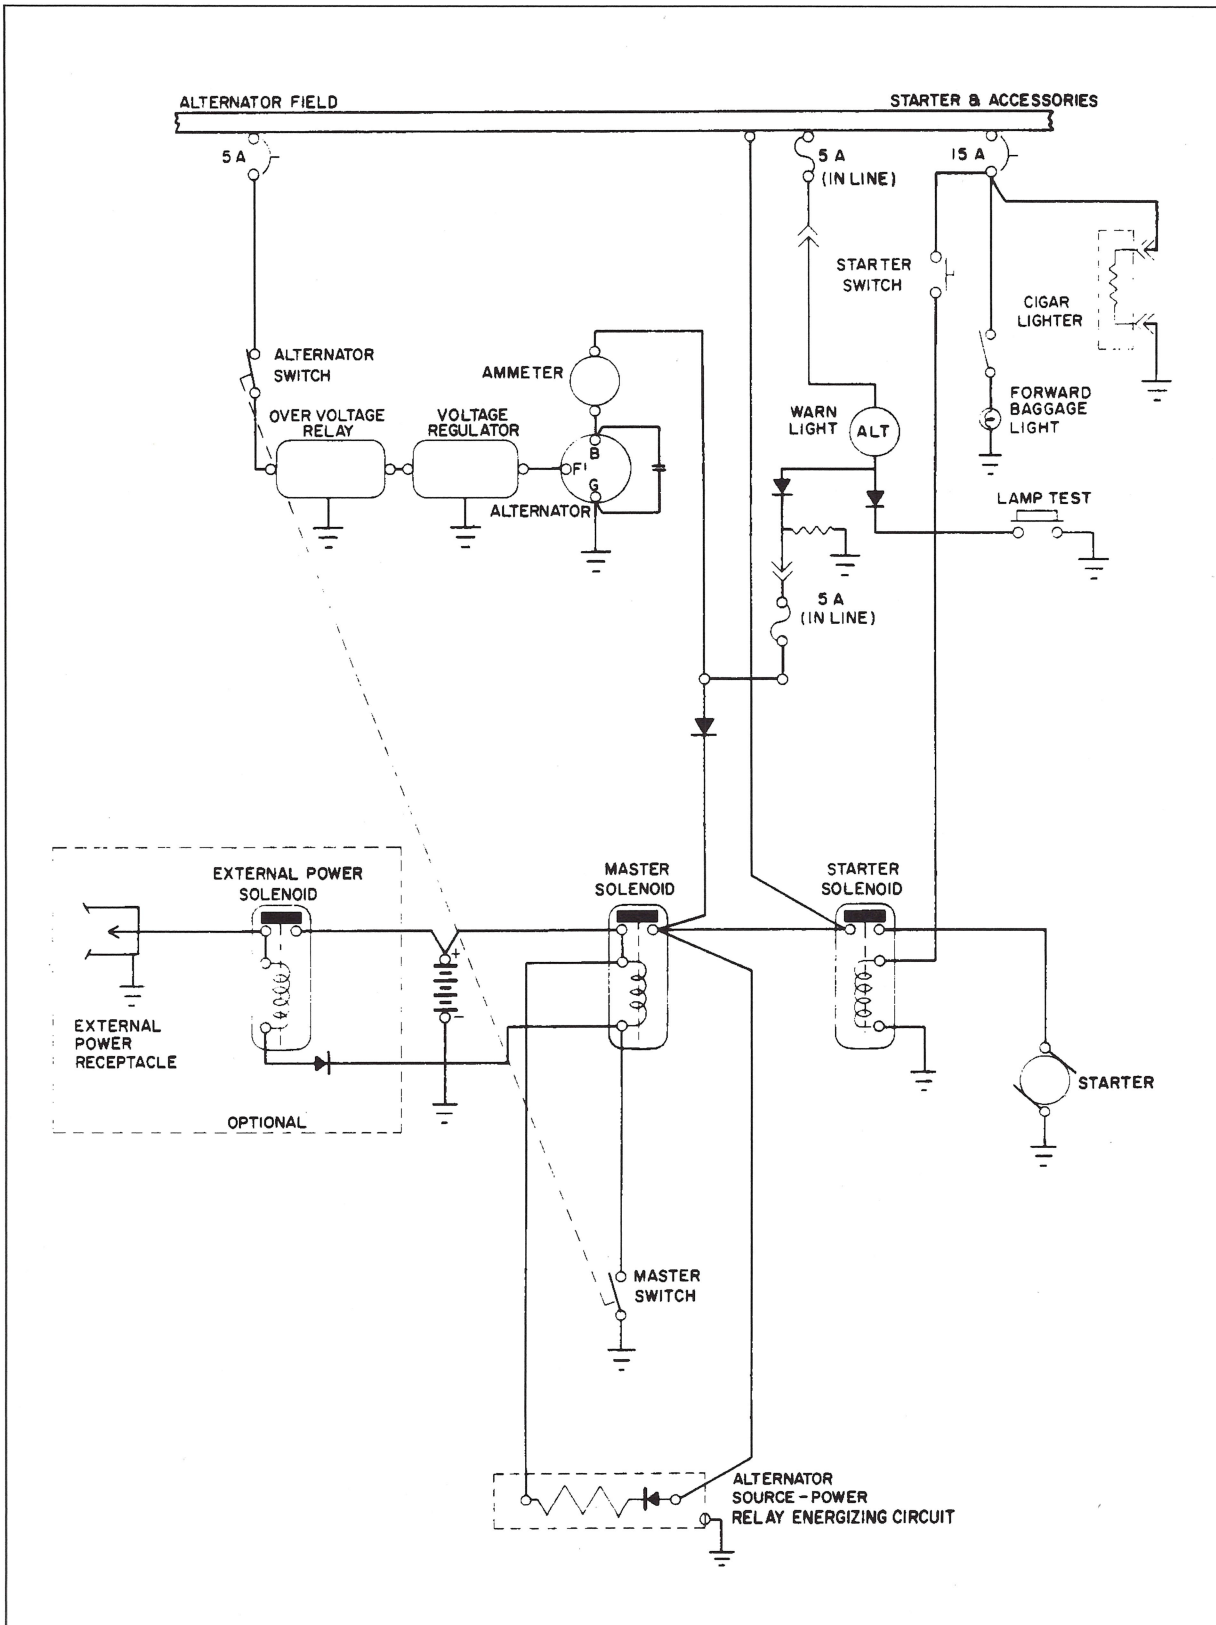 ALTERNATOR FIELD
STARTER & ACCESSORIES
5 A
5 A
(IN LINE)
15 A
STARTER
SWITCH
CIGAR
LIGHTER
ALTERNATOR
SWITCH
AMMETER
OVER VOLTAGE
RELAY
VOLTAGE
REGULATOR
WARN
LIGHT
ALT
FORWARD
BAGGAGE
LIGHT
B
F'
G
ALTERNATOR
LAMP TEST
5 A
(IN LINE)
EXTERNAL POWER
SOLENOID
MASTER
SOLENOID
STARTER
SOLENOID
+
–
EXTERNAL
POWER
RECEPTACLE
OPTIONAL
STARTER
MASTER
SWITCH
ALTERNATOR
SOURCE – POWER
RELAY ENERGIZING CIRCUIT